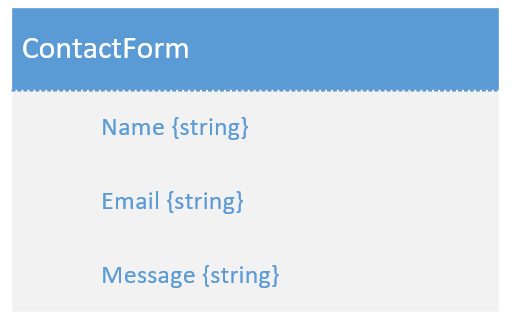 ContactForm
Name {string}
Email {string}
Message {string}